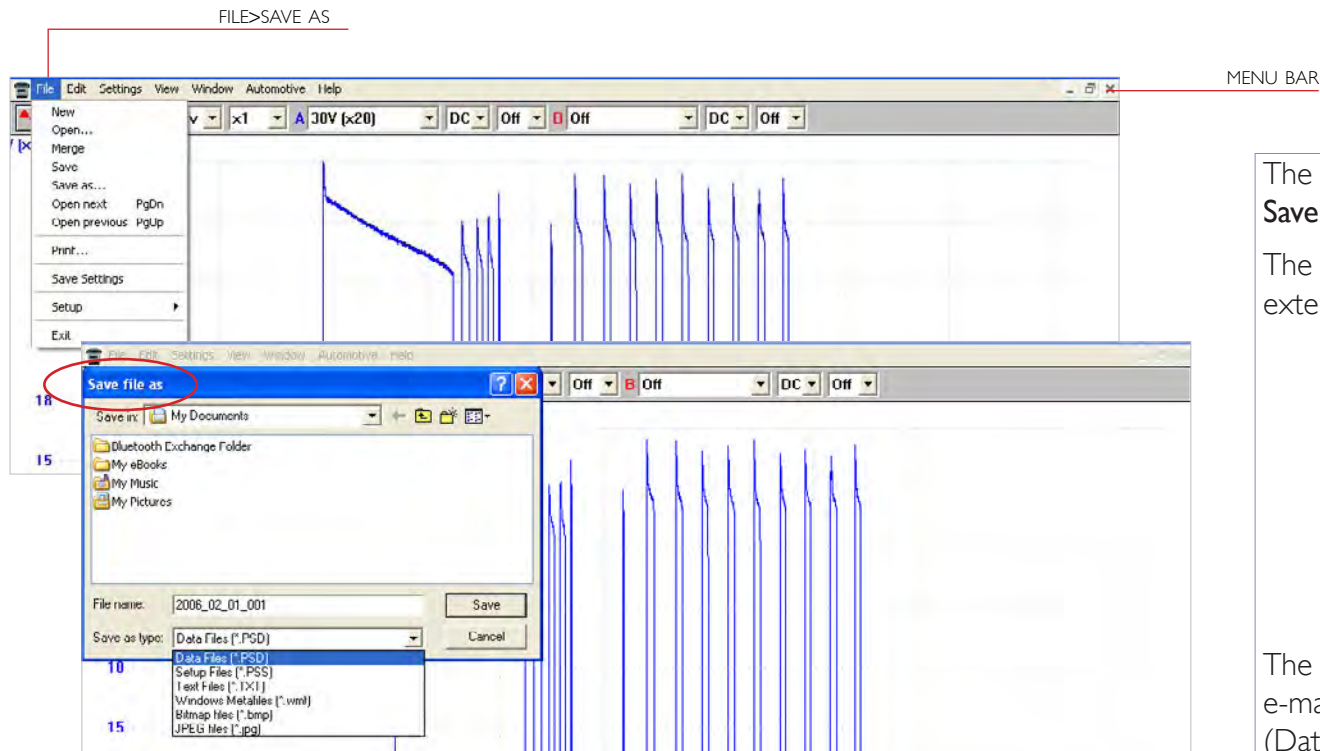 FILE>SAVE AS
MENU BAR
File Edit Settings View Window Automotive Help
x1 A 30V (x20) DC Off Off DC Off
New
Open...
Merge
Save
Save as...
Open next PgDn
Open previous PgUp
Print...
Save Settings
Setup
Exit
The
Save
The
exte
File Edit Settings View Window Automotive Help
Save file as
Off B Off DC Off
18
Save in: My Documents
Bluetooth Exchange Folder
My eBooks
My Music
My Pictures
15
File name: 2006_02_01_001 Save
Save as type: Data Files (*.PSD) Cancel
Data Files (*.PSD)
Setup Files (*.PSS)
Text Files (*.TXT)
Windows Metafiles (*.wmf)
Bitmap files (*.bmp)
JPEG files (*.jpg)
10
15
The
e-ma
(Dat